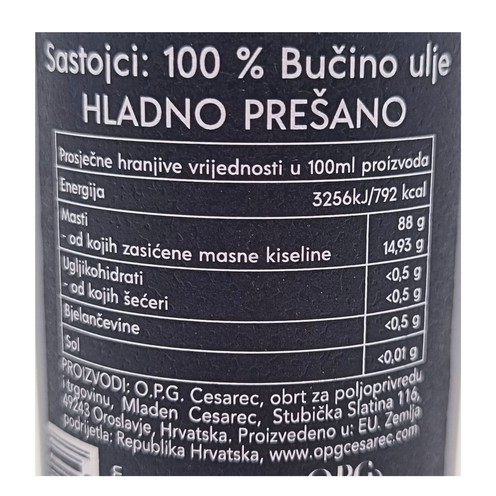 Sastojci: 100 % Bučino ulje
HLADNO PREŠANO
Prosječne hranjive vrijednosti u 100ml proizvoda
Energija 3256kJ/792 kcal
Masti 88 g
- od kojih zasićene masne kiseline 14,93 g
Ugljikohidrati <0,5 g
- od kojih šećeri <0,5 g
Bjelančevine <0,5 g
Sol <0,01 g
PROIZVODI: O.P.G. Cesarec, obrt za poljoprivredu
i trgovinu, Mladen Cesarec, Stubička Slatina 116,
49243 Oroslavje, Hrvatska. Proizvedeno u: EU. Zemlja
podrijetla: Republika Hrvatska, www.opgcesarec.com
OPG